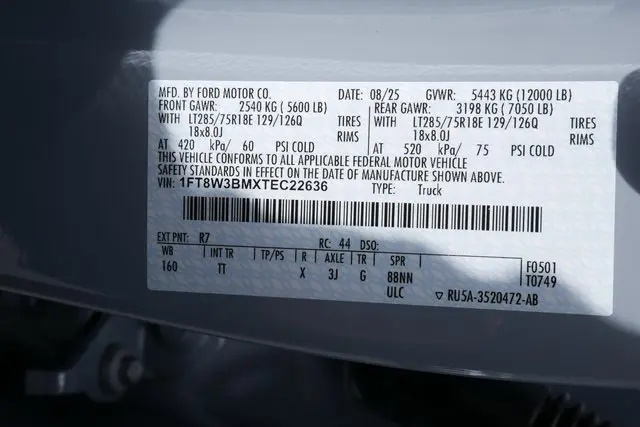 MFD. BY FORD MOTOR CO. DATE: 08/25 GVWR: 5443 KG (12000 LB)
FRONT GAWR: 2540 KG (5600 LB) REAR GAWR: 3198 KG (7050 LB)
WITH LT285/75R18E 129/126Q TIRES WITH LT285/75R18E 129/126Q TIRES
18x8.0J RIMS 18x8.0J RIMS
AT 420 kPa/ 60 PSI COLD AT 520 kPa/ 75 PSI COLD
THIS VEHICLE CONFORMS TO ALL APPLICABLE FEDERAL MOTOR VEHICLE
SAFETY STANDARDS IN EFFECT ON THE DATE OF MANUFACTURE SHOWN ABOVE.
VIN: 1FT8W3BMXTEC22636 TYPE: Truck
EXT PNT: R7 RC: 44 DSO:
WB INT TR TP/PS R AXLE TR SPR F0501
160 TT X 3J G 88NN T0749
ULC ▽ RU5A-3520472-AB